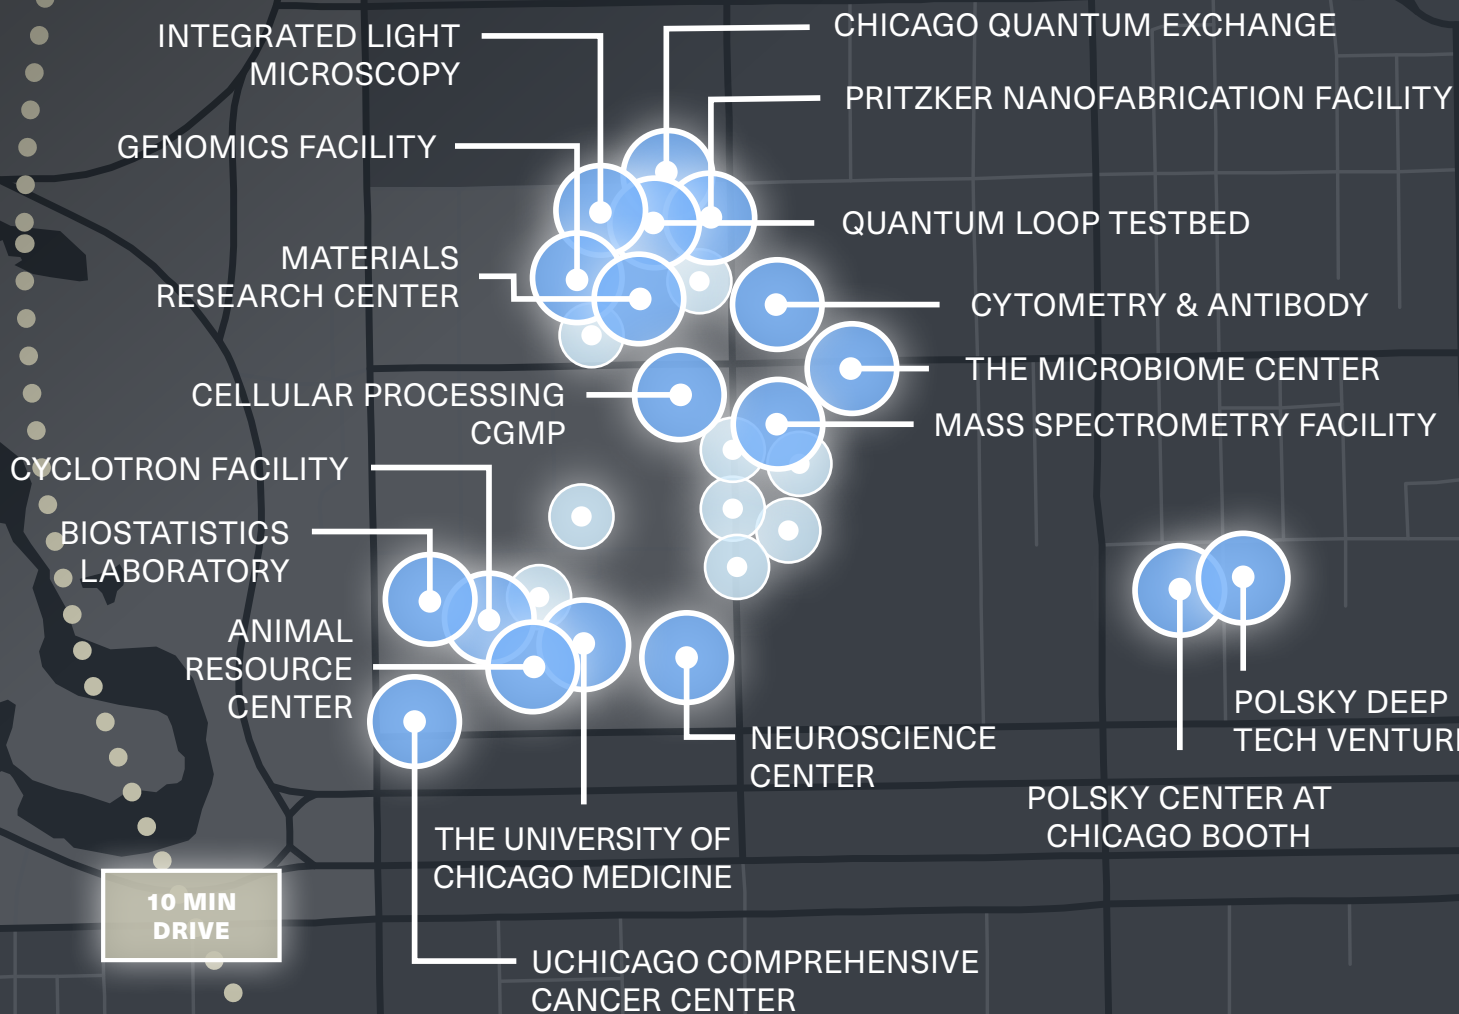 INTEGRATED LIGHT
MICROSCOPY
CHICAGO QUANTUM EXCHANGE
PRITZKER NANOFABRICATION FACILITY
GENOMICS FACILITY
QUANTUM LOOP TESTBED
MATERIALS
RESEARCH CENTER
CYTOMETRY & ANTIBODY
THE MICROBIOME CENTER
CELLULAR PROCESSING
CGMP
MASS SPECTROMETRY FACILITY
CYCLOTRON FACILITY
BIOSTATISTICS
LABORATORY
ANIMAL
RESOURCE
CENTER
POLSKY DEEP
TECH
NEUROSCIENCE
CENTER
POLSKY CENTER AT
CHICAGO BOOTH
THE UNIVERSITY OF
CHICAGO MEDICINE
10 MIN
DRIVE
UCHICAGO COMPREHENSIVE
CANCER CENTER